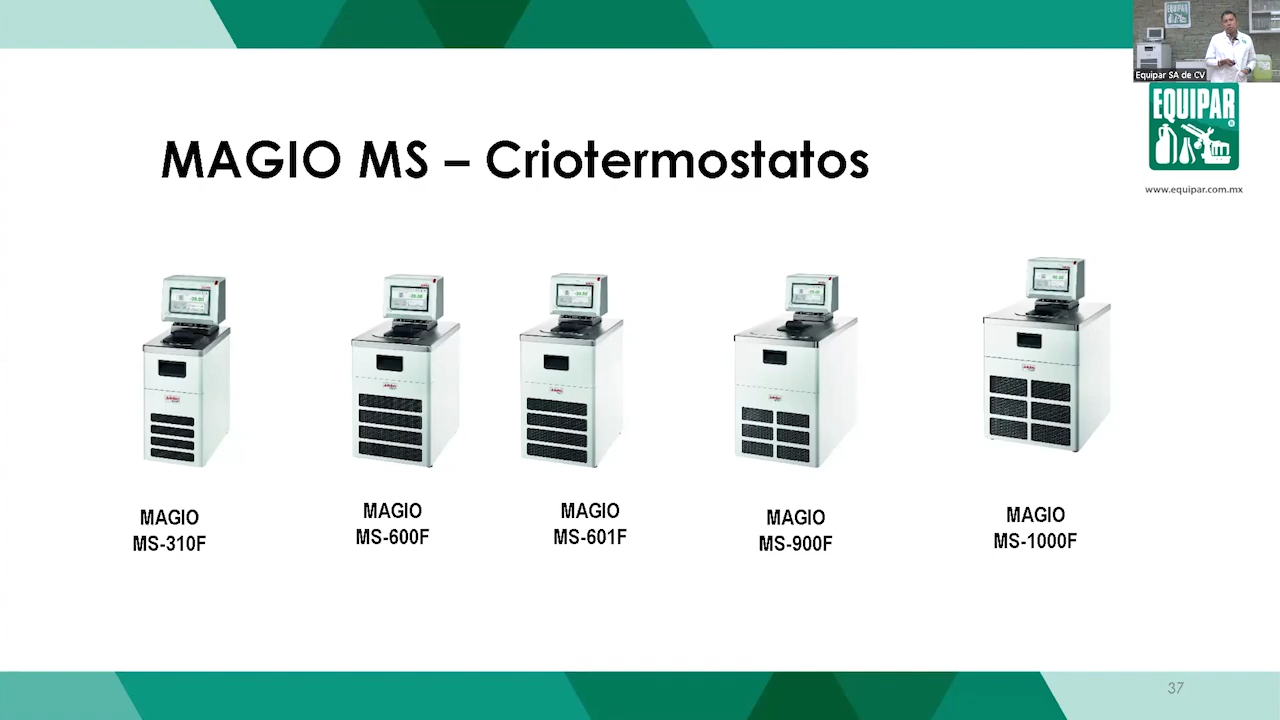 EQUIPAR
Equipar SA de CV
EQUIPAR
www.equipar.com.mx
MAGIO MS – Criotermostatos
MAGIO
MS-310F
MAGIO
MS-600F
MAGIO
MS-601F
MAGIO
MS-900F
MAGIO
MS-1000F
37